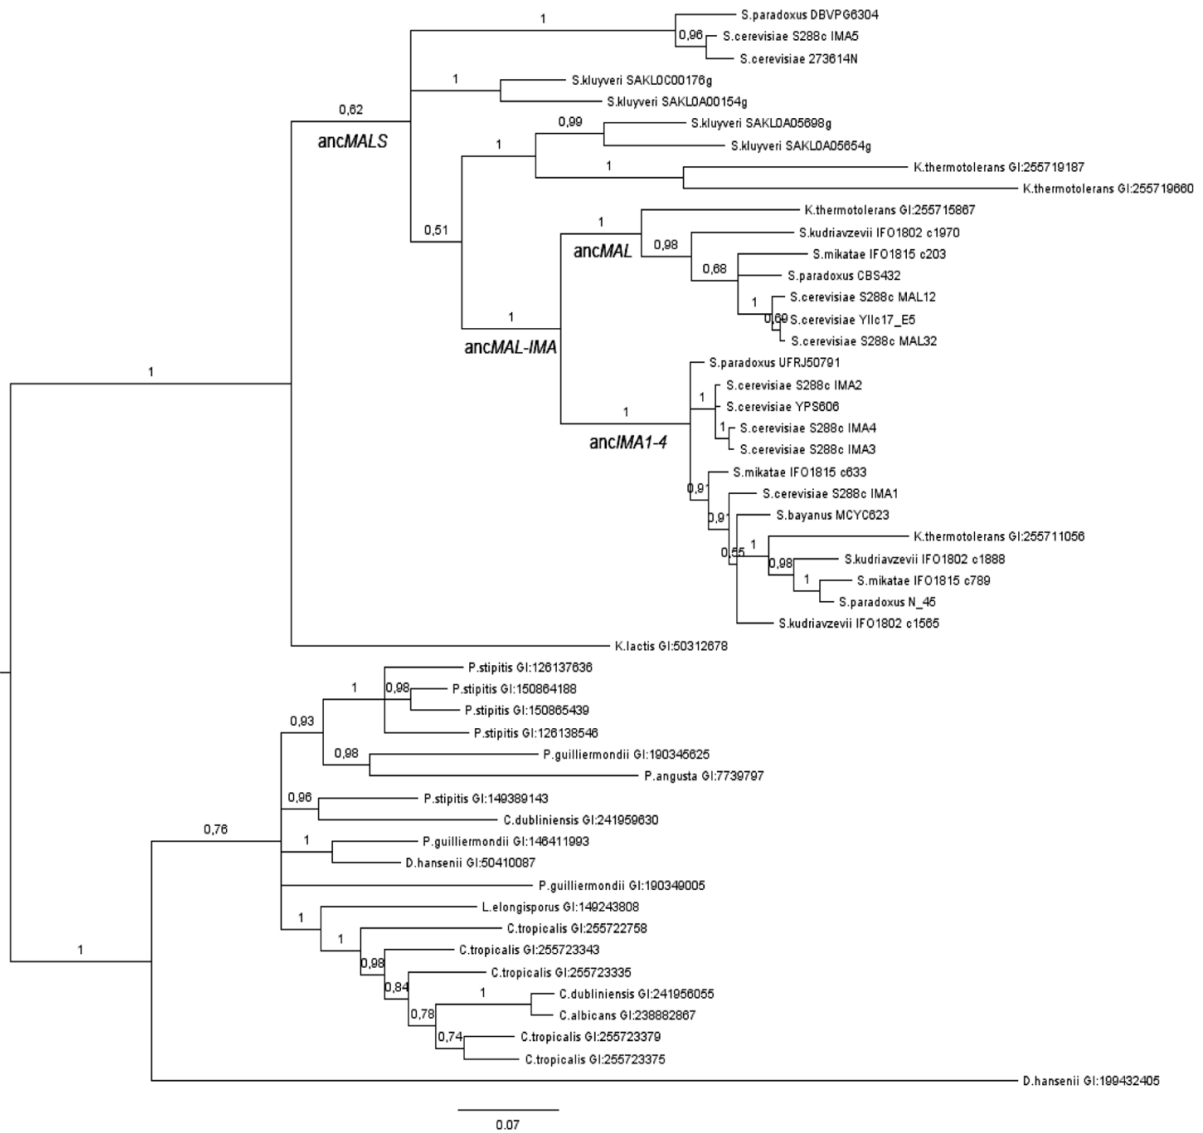 S.paradoxus DBVPG6304
1
0,96
S.cerevisiae S288c IMA5
S.cerevisiae 273614N
1
S.kluyveri SAKL0C00176g
S.kluyveri SAKL0A00154g
0,62
ancMALS
0,99
S.kluyveri SAKL0A05698g
1
S.kluyveri SAKL0A05654g
1
K.thermotolerans GI:255719187
K.thermotolerans GI:255719660
K.thermotolerans GI:255715867
0,51
1
ancMAL
0,98
S.kudriavzevii IFO1802 c1970
S.mikatae IFO1815 c203
0,68
S.paradoxus CBS432
1
S.cerevisiae S288c MAL12
0,69
S.cerevisiae YIIc17_E5
S.cerevisiae S288c MAL32
1
ancMAL-IMA
S.paradoxus UFRJ50791
1
S.cerevisiae S288c IMA2
1
S.cerevisiae YPS606
1
ancIMA1-4
1
S.cerevisiae S288c IMA4
S.cerevisiae S288c IMA3
S.mikatae IFO1815 c633
0,91
S.cerevisiae S288c IMA1
0,91
S.bayanus MCYC623
K.thermotolerans GI:255711056
0,55
1
S.kudriavzevii IFO1802 c1888
0,98
S.mikatae IFO1815 c789
1
S.paradoxus N_45
S.kudriavzevii IFO1802 c1565
K.lactis GI:50312678
P.stipitis GI:126137636
1
0,98
P.stipitis GI:150864188
P.stipitis GI:150865439
0,93
P.stipitis GI:126138546
0,98
P.guilliermondii GI:190345625
P.angusta GI:7739797
0,96
P.stipitis GI:149389143
C.dubliniensis GI:241959630
0,76
1
P.guilliermondii GI:146411993
D.hansenii GI:50410087
P.guilliermondii GI:190349005
1
L.elongisporus GI:149243808
1
C.tropicalis GI:255722758
1
C.tropicalis GI:255723343
0,98
C.tropicalis GI:255723335
0,84
1
C.dubliniensis GI:241956055
0,78
C.albicans GI:238882867
0,74
C.tropicalis GI:255723379
C.tropicalis GI:255723375
D.hansenii GI:199432405
0.07